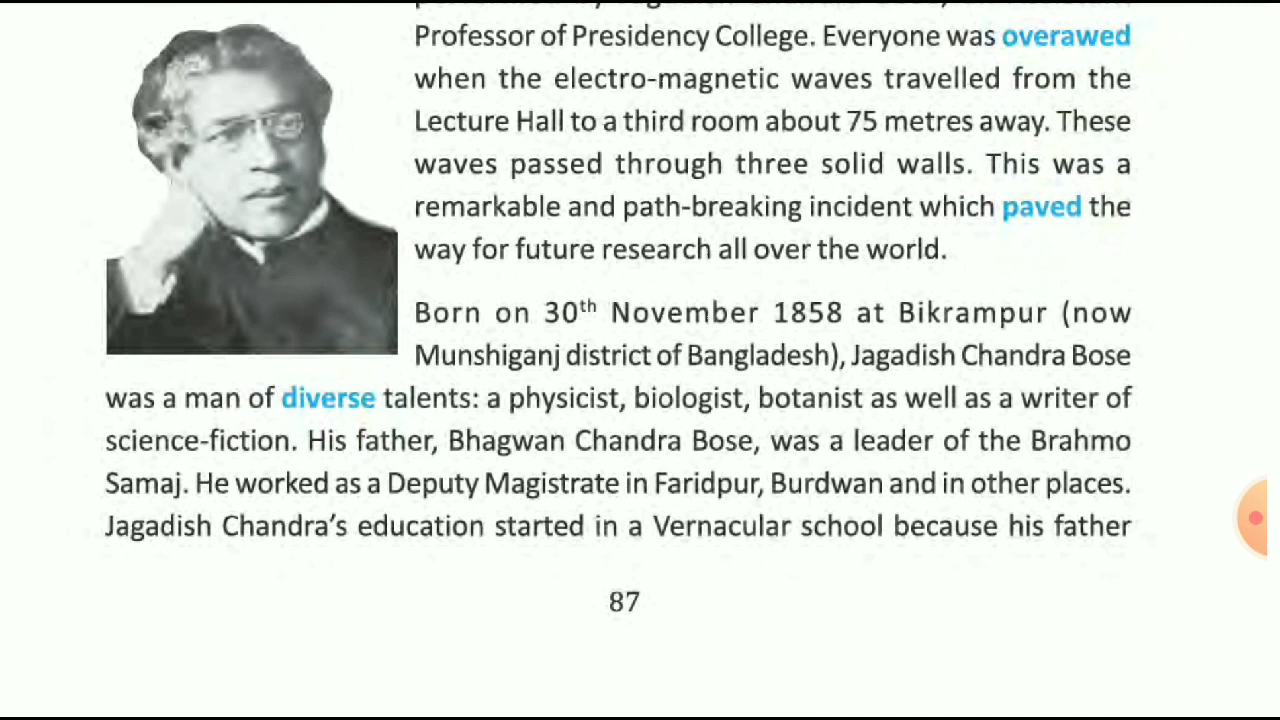 Professor of Presidency College. Everyone was overawed
when the electro-magnetic waves travelled from the
Lecture Hall to a third room about 75 metres away. These
waves passed through three solid walls. This was a
remarkable and path-breaking incident which paved the
way for future research all over the world.
Born on 30th November 1858 at Bikrampur (now
Munshiganj district of Bangladesh), Jagadish Chandra Bose
was a man of diverse talents: a physicist, biologist, botanist as well as a writer of
science-fiction. His father, Bhagwan Chandra Bose, was a leader of the Brahmo
Samaj. He worked as a Deputy Magistrate in Faridpur, Burdwan and in other places.
Jagadish Chandra's education started in a Vernacular school because his father
87